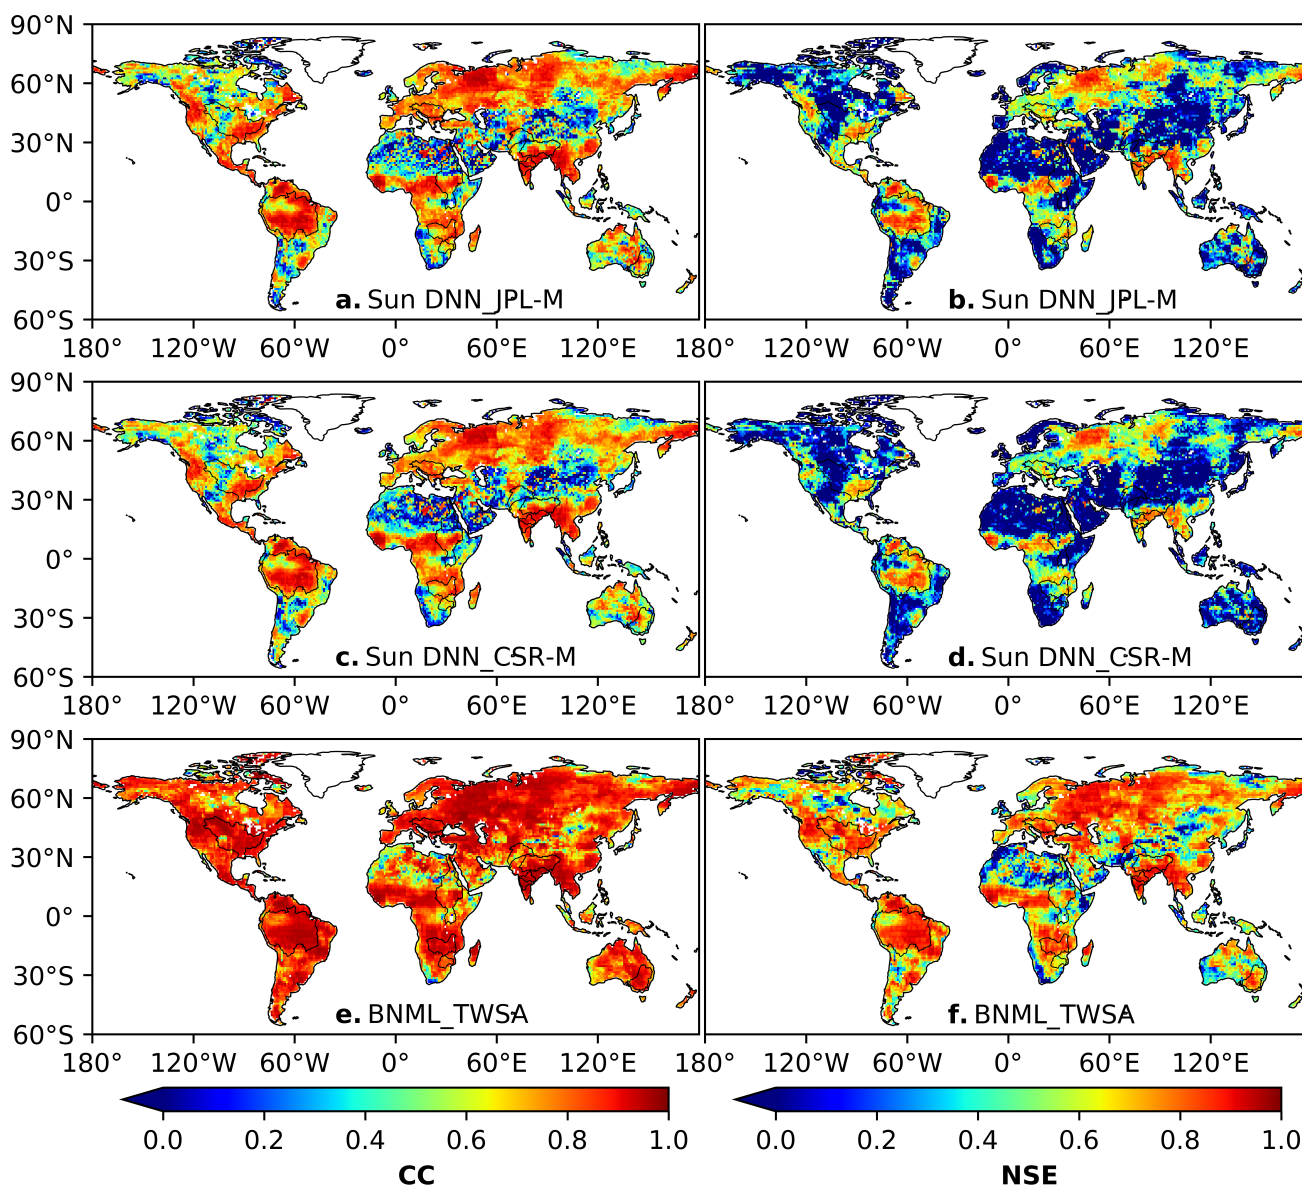 90°N
60°N
30°N
0°
30°S
60°S
a. Sun DNN_JPL-M
b. Sun DNN_JPL-M
180° 120°W 60°W 0° 60°E 120°E 180° 120°W 60°W 0° 60°E 120°E
90°N
60°N
30°N
0°
30°S
60°S
c. Sun DNN_CSR-M
d. Sun DNN_CSR-M
180° 120°W 60°W 0° 60°E 120°E 180° 120°W 60°W 0° 60°E 120°E
90°N
60°N
30°N
0°
30°S
60°S
e. BNML_TWSA
f. BNML_TWSA
180° 120°W 60°W 0° 60°E 120°E 180° 120°W 60°W 0° 60°E 120°E
0.0 0.2 0.4 0.6 0.8 1.0 0.0 0.2 0.4 0.6 0.8 1.0
CC NSE